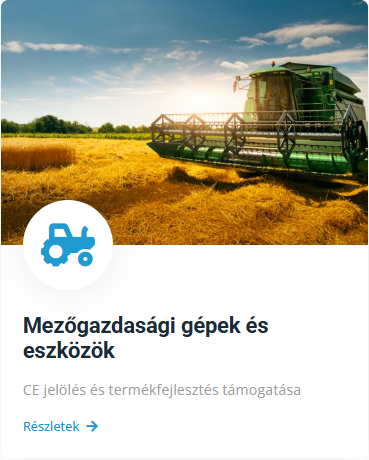 Mezőgazdasági gépek és
eszközök
CE jelölés és termékfejlesztés támogatása
Részletek →